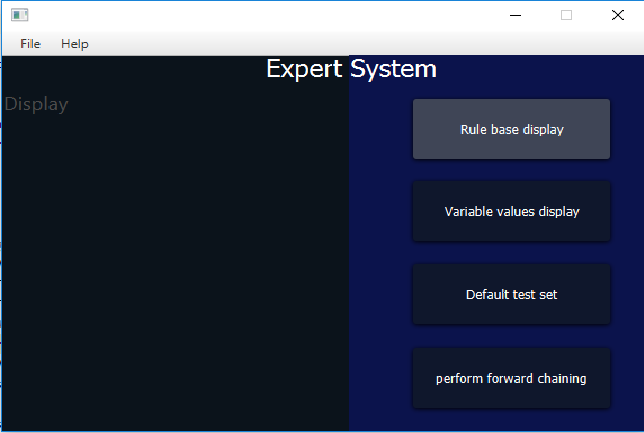 File Help
Expert System
Display
Rule base display
Variable values display
Default test set
perform forward chaining